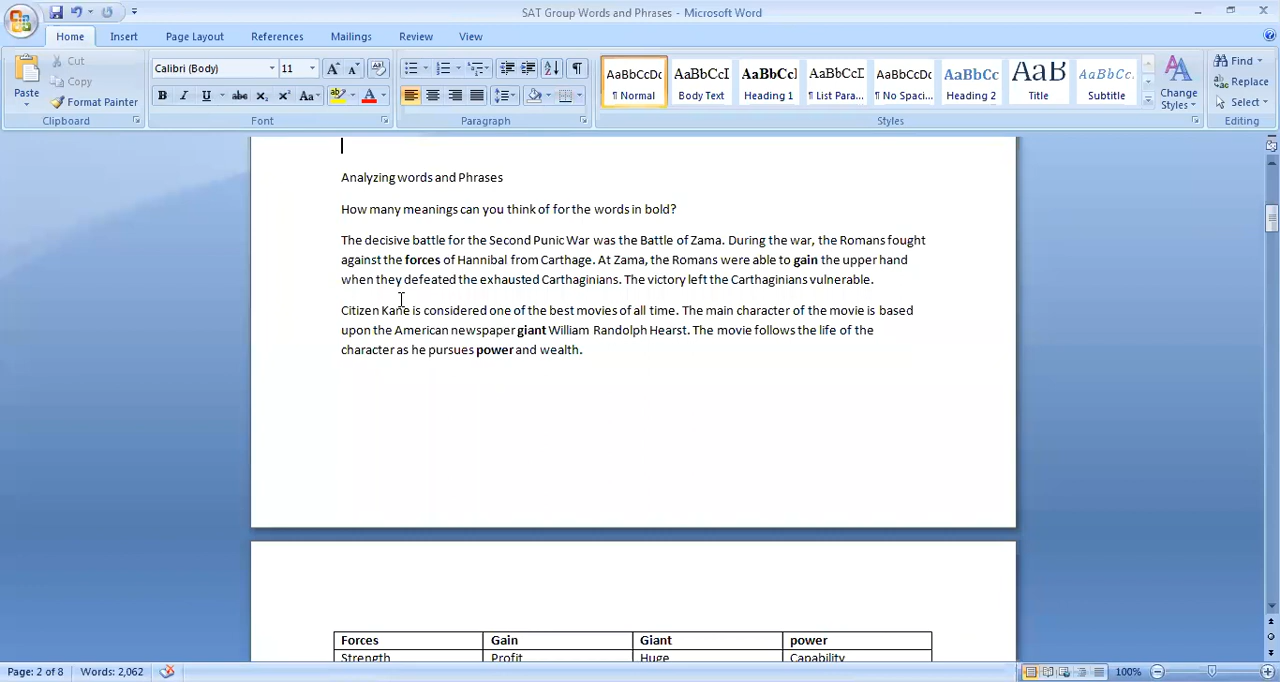 SAT Group Words and Phrases - Microsoft Word
Home Insert Page Layout References Mailings Review View
Paste
Cut
Copy
Format Painter
Clipboard
Calibri (Body) 11
Font
Paragraph
AaBbCcDc AaBbCcI AaBbCcl AaBbCcI AaBbCcDc AaBbCc AaB AaBbCc.
¶ Normal Body Text Heading 1 ¶ List Para... ¶ No Spaci... Heading 2 Title Subtitle
Change Styles
Styles
Find
Replace
Select
Editing
Analyzing words and Phrases
How many meanings can you think of for the words in bold?
The decisive battle for the Second Punic War was the Battle of Zama. During the war, the Romans fought
against the forces of Hannibal from Carthage. At Zama, the Romans were able to gain the upper hand
when they defeated the exhausted Carthaginians. The victory left the Carthaginians vulnerable.
Citizen Kane is considered one of the best movies of all time. The main character of the movie is based
upon the American newspaper giant William Randolph Hearst. The movie follows the life of the
character as he pursues power and wealth.
Forces Gain Giant power
Strength Profit Huge Capability
Page: 2 of 8 Words: 2,062 100%